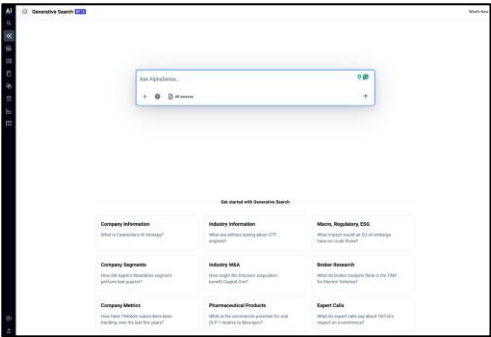 AI
Generative Search BETA
What's New
Ask AlphaSense...
All sources
Get started with Generative Search
Company Information
What is Caterpillar's AI strategy?
Industry Information
What are airlines saying about GTF engines?
Macro, Regulatory, ESG
What impact would an EU oil embargo have on crude flows?
Company Segments
How did Apple's Wearables segment perform last quarter?
Industry M&A
How might the Discover acquisition benefit Capital One?
Broker Research
What do broker analysts think is the TAM for Electric Vehicles?
Company Metrics
How have
subscribers been trending over the last few years?
Pharmaceutical Products
What is the commercial potential for oral GLP-1 relative to Mounjaro?
Expert Calls
What do expert calls say about TikTok's impact on e-commerce?